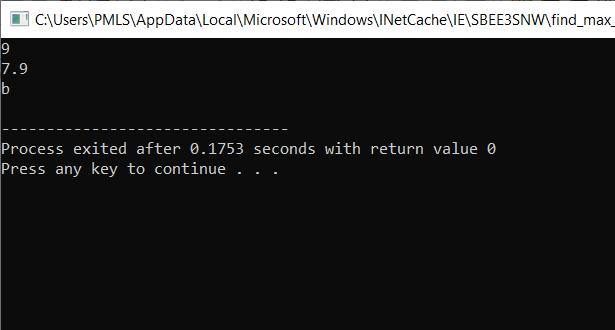 C:\Users\PMLS\AppData\Local\Microsoft\Windows\INetCache\IE\SBEE3SNW\find_max_
9
7.9
b
--------------------------------
Process exited after 0.1753 seconds with return value 0
Press any key to continue . . .